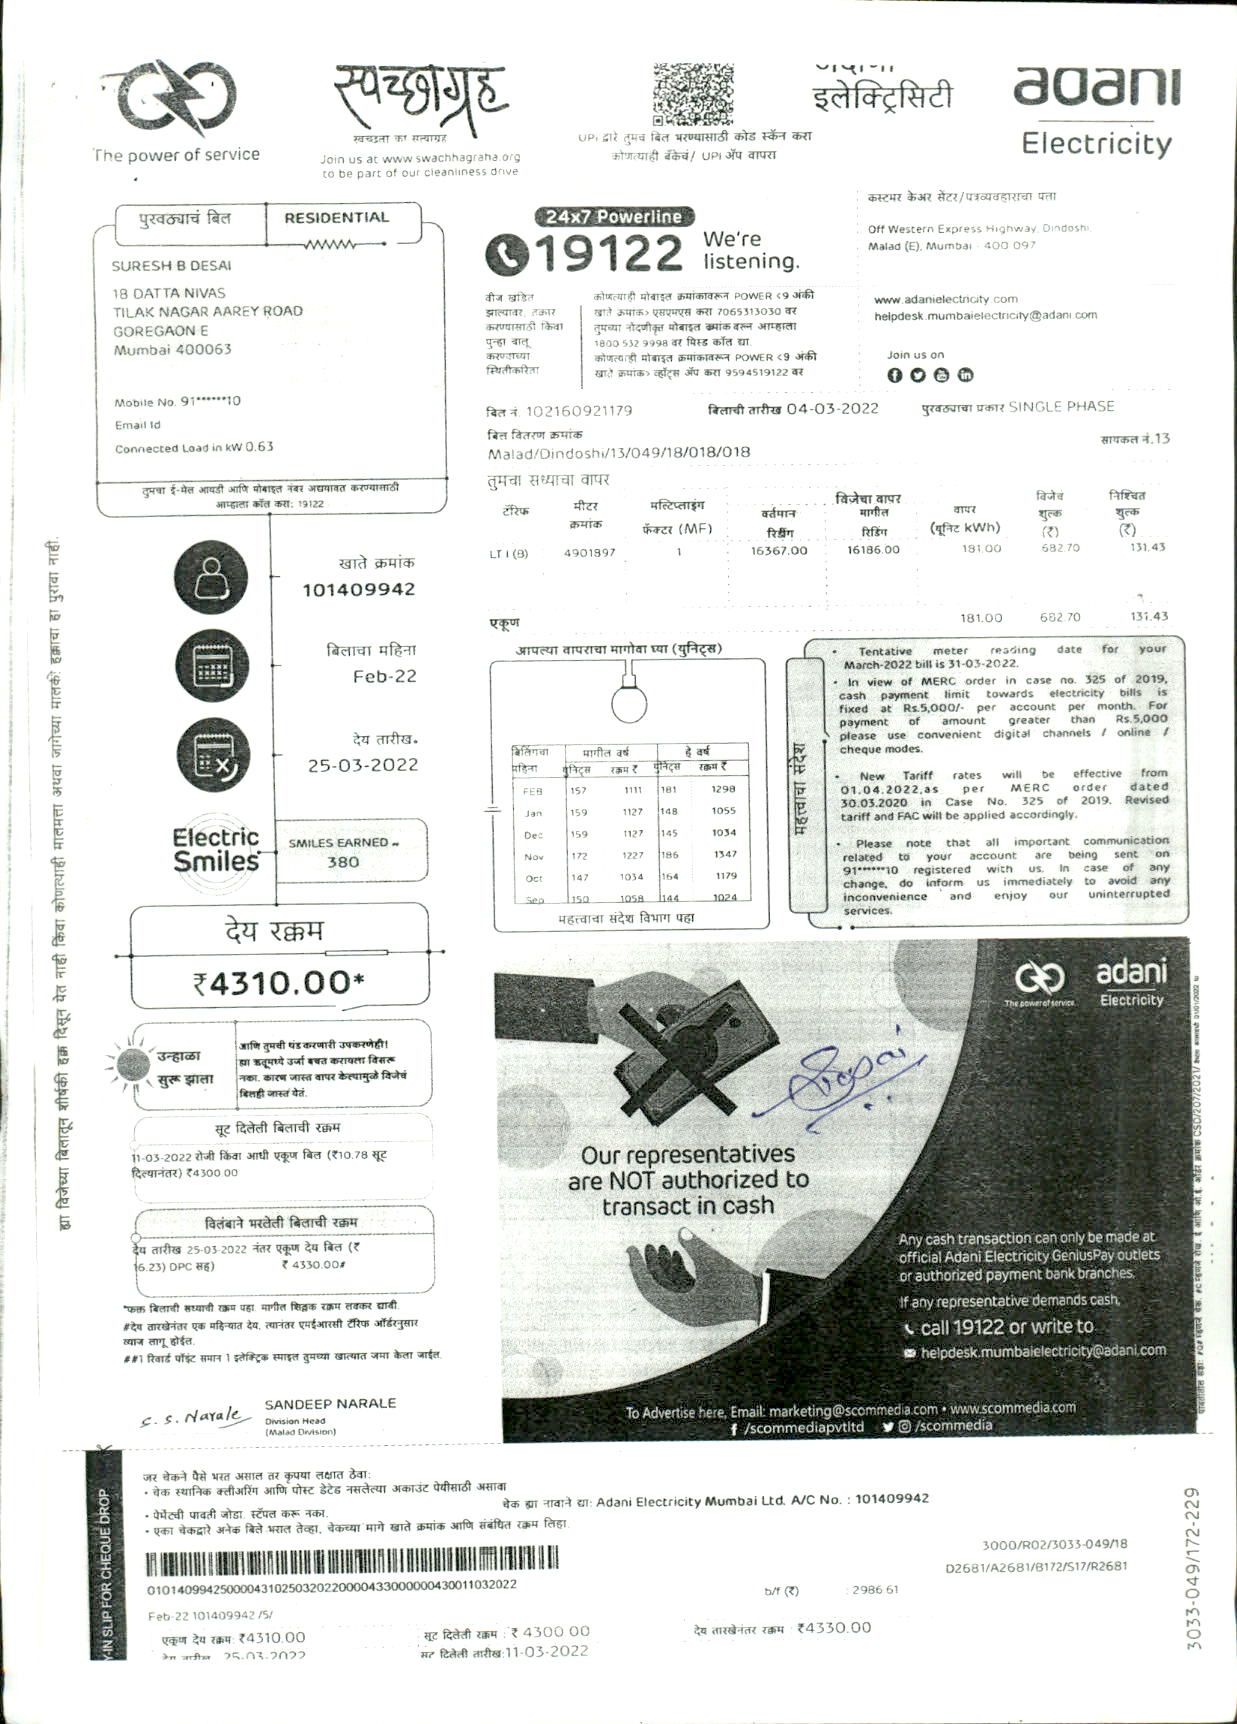 The power of service
स्वच्छाग्रह
स्वच्छता का सत्याग्रह
Join us at www.swachhagraha.org
to be part of our cleanliness drive
UPI द्वारे तुमचं बिल भरण्यासाठी कोड स्कॅन करा
कोणत्याही बँकेचं/ UPI ॲप वापरा
इलेक्ट्रिसिटी
adani
Electricity
पुरवठ्याचं बिल
RESIDENTIAL
SURESH B DESAI
18 DATTA NIVAS
TILAK NAGAR AAREY ROAD
GOREGAON E
Mumbai 400063
Mobile No. 91******10
Email Id
Connected Load in kW 0.63
तुमचा ई-मेल आयडी आणि मोबाइल नंबर अद्ययावत करण्यासाठी
आम्हाला कॉल करा: 19122
24x7 Powerline
19122 We're listening.
वीज खंडित
झाल्यावर, तक्रार
करण्यासाठी किंवा
पुन्हा चालू
करण्याच्या
स्थितीकरिता
कोणत्याही मोबाइल क्रमांकावरून POWER <9 अंकी
खाते क्रमांक> एसएमएस करा 7065313030 वर
तुमच्या नोंदणीकृत मोबाइल क्रमांकावरून आम्हाला
1800 532 9998 वर मिस्ड कॉल द्या.
कोणत्याही मोबाइल क्रमांकावरून POWER <9 अंकी
खाते क्रमांक> व्हॉट्स ॲप करा 9594519122 वर
कस्टमर केअर सेंटर/पत्रव्यवहाराचा पत्ता
Off Western Express Highway, Dindoshi,
Malad (E), Mumbai - 400 097
www.adanielectricity.com
helpdesk.mumbaielectricity@adani.com
Join us on
बिल नं. 102160921179 बिलाची तारीख 04-03-2022 पुरवठ्याचा प्रकार SINGLE PHASE
बिल वितरण क्रमांक
Malad/Dindoshi/13/049/18/018/018
सायकल नं.13
तुमचा सध्याचा वापर
टॅरिफ मीटर क्रमांक मल्टिप्लाइंग फॅक्टर (MF) विजेचा वापर वर्तमान रिडींग मागील रिडिंग वापर (यूनिट kWh) विजेचे शुल्क (₹) निश्चित शुल्क (₹)
LT I (B) 4901897 1 16367.00 16186.00 181.00 682.70 131.43
एकूण 181.00 682.70 131.43
खाते क्रमांक
101409942
बिलाचा महिना
Feb-22
देय तारीख.
25-03-2022
Electric
Smiles
SMILES EARNED
380
देय रक्कम
₹4310.00*
आपल्या वापराचा मागोवा घ्या (युनिट्स)
बिलिंगचा महिना मागील वर्ष हे वर्ष
युनिट्स रक्कम ₹ युनिट्स रक्कम ₹
FEB 157 1111 181 1298
Jan 159 1127 148 1055
Dec 159 1127 145 1034
Nov 172 1227 186 1347
Oct 147 1034 164 1179
Sep 150 1058 144 1024
महत्त्वाचा संदेश विभाग पहा
महत्त्वाचा संदेश
• Tentative meter reading date for your
March-2022 bill is 31-03-2022.
• In view of MERC order in case no. 325 of 2019,
cash payment limit towards electricity bills is
fixed at Rs.5,000/- per account per month. For
payment of amount greater than Rs.5,000
please use convenient digital channels / online /
cheque modes.
• New Tariff rates will be effective from
01.04.2022,as per MERC order dated
30.03.2020 in Case No. 325 of 2019. Revised
tariff and FAC will be applied accordingly.
• Please note that all important communication
related to your account are being sent on
91******10 registered with us. In case of any
change, do inform us immediately to avoid any
inconvenience and enjoy our uninterrupted
services.
उन्हाळा
सुरू झाला
आणि तुमची थंड करणारी उपकरणेही!
ह्या ऋतूमध्ये उर्जा बचत करायला विसरू
नका. कारण जास्त वापर केल्यामुळे विजेचं
बिलही जास्त येतं.
सूट दिलेली बिलाची रक्कम
11-03-2022 रोजी किंवा आधी एकूण बिल (₹10.78 सूट
दिल्यानंतर) ₹4300.00
विलंबाने भरलेली बिलाची रक्कम
देय तारीख 25-03-2022 नंतर एकूण देय बिल (₹
16.23) DPC सह) ₹ 4330.00#
*फक्त बिलाची सध्याची रक्कम पहा. मागील शिल्लक रक्कम लवकर द्यावी.
#देय तारखेनंतर एक महिन्यात देय. त्यानंतर एमईआरसी टॅरिफ ऑर्डरनुसार
व्याज लागू होईल.
##1 रिवार्ड पॉइंट समान 1 इलेक्ट्रिक स्माइल तुमच्या खात्यात जमा केला जाईल.
C. S. Narale
SANDEEP NARALE
Division Head
(Malad Division)
The power of service
adani
Electricity
Our representatives
are NOT authorized to
transact in cash
Any cash transaction can only be made at
official Adani Electricity GeniusPay outlets
or authorized payment bank branches.
If any representative demands cash,
call 19122 or write to
helpdesk.mumbaielectricity@adani.com
To Advertise here, Email: marketing@scommedia.com • www.scommedia.com
/scommediapvtltd /scommedia
ह्या विजेच्या बिलातून शीर्षकी हक्क दिसून येत नाही किंवा कोणत्याही मालमत्ता अथवा जागेच्या मालकी हक्काचा हा पुरावा नाही.
Y-IN SLIP FOR CHEQUE DROP
जर चेकने पैसे भरत असाल तर कृपया लक्षात ठेवा:
• चेक स्थानिक क्लीअरिंग आणि पोस्ट डेटेड नसलेल्या अकाउंट पेयीसाठी असावा
• पेमेंटची पावती जोडा. स्टॅपल करू नका.
• एका चेकद्वारे अनेक बिले भराल तेव्हा, चेकच्या मागे खाते क्रमांक आणि संबंधित रक्कम लिहा.
चेक ह्या नावाने द्या: Adani Electricity Mumbai Ltd. A/C No. : 101409942
3000/R02/3033-049/18
D2681/A2681/B172/S17/R2681
0101409942500004310250320220000433000000430011032022
b/f (₹) : 2986.61
Feb-22 101409942 /5/
एकूण देय रक्कम: ₹4310.00
सूट दिलेली रक्कम : ₹ 4300.00
देय तारखेनंतर रक्कम : ₹4330.00
देय तारीख 25-03-2022
सूट दिलेली तारीख:11-03-2022
3033-049/172-229